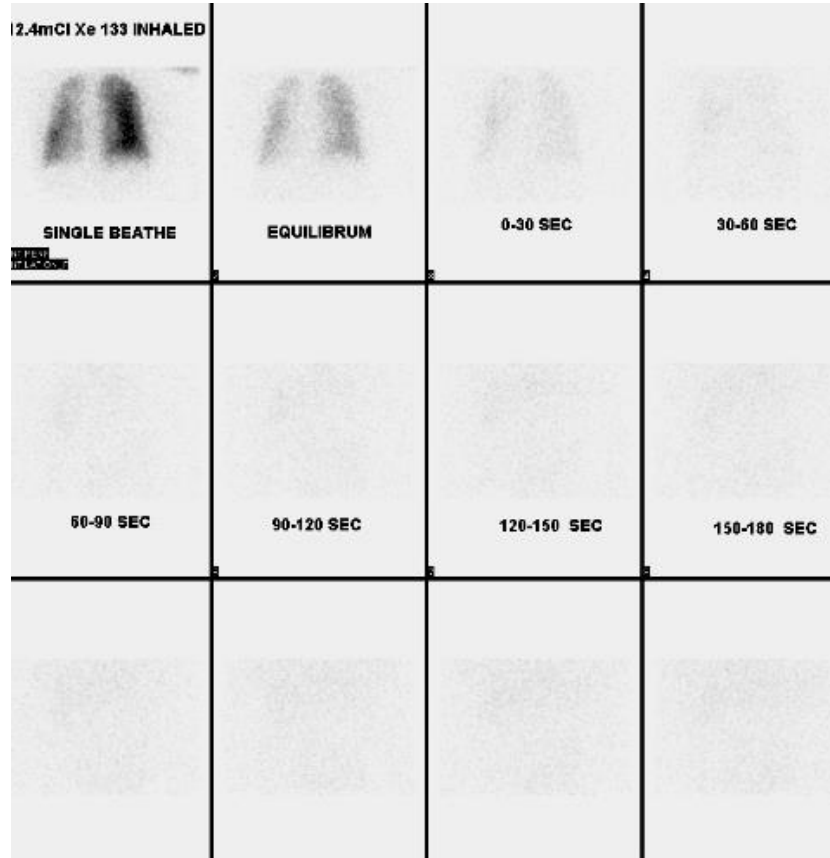 12.4mCI Xe 133 INHALED
SINGLE BEATHE
EQUILIBRUM
0-30 SEC
30-60 SEC
60-90 SEC
90-120 SEC
120-150 SEC
150-180 SEC